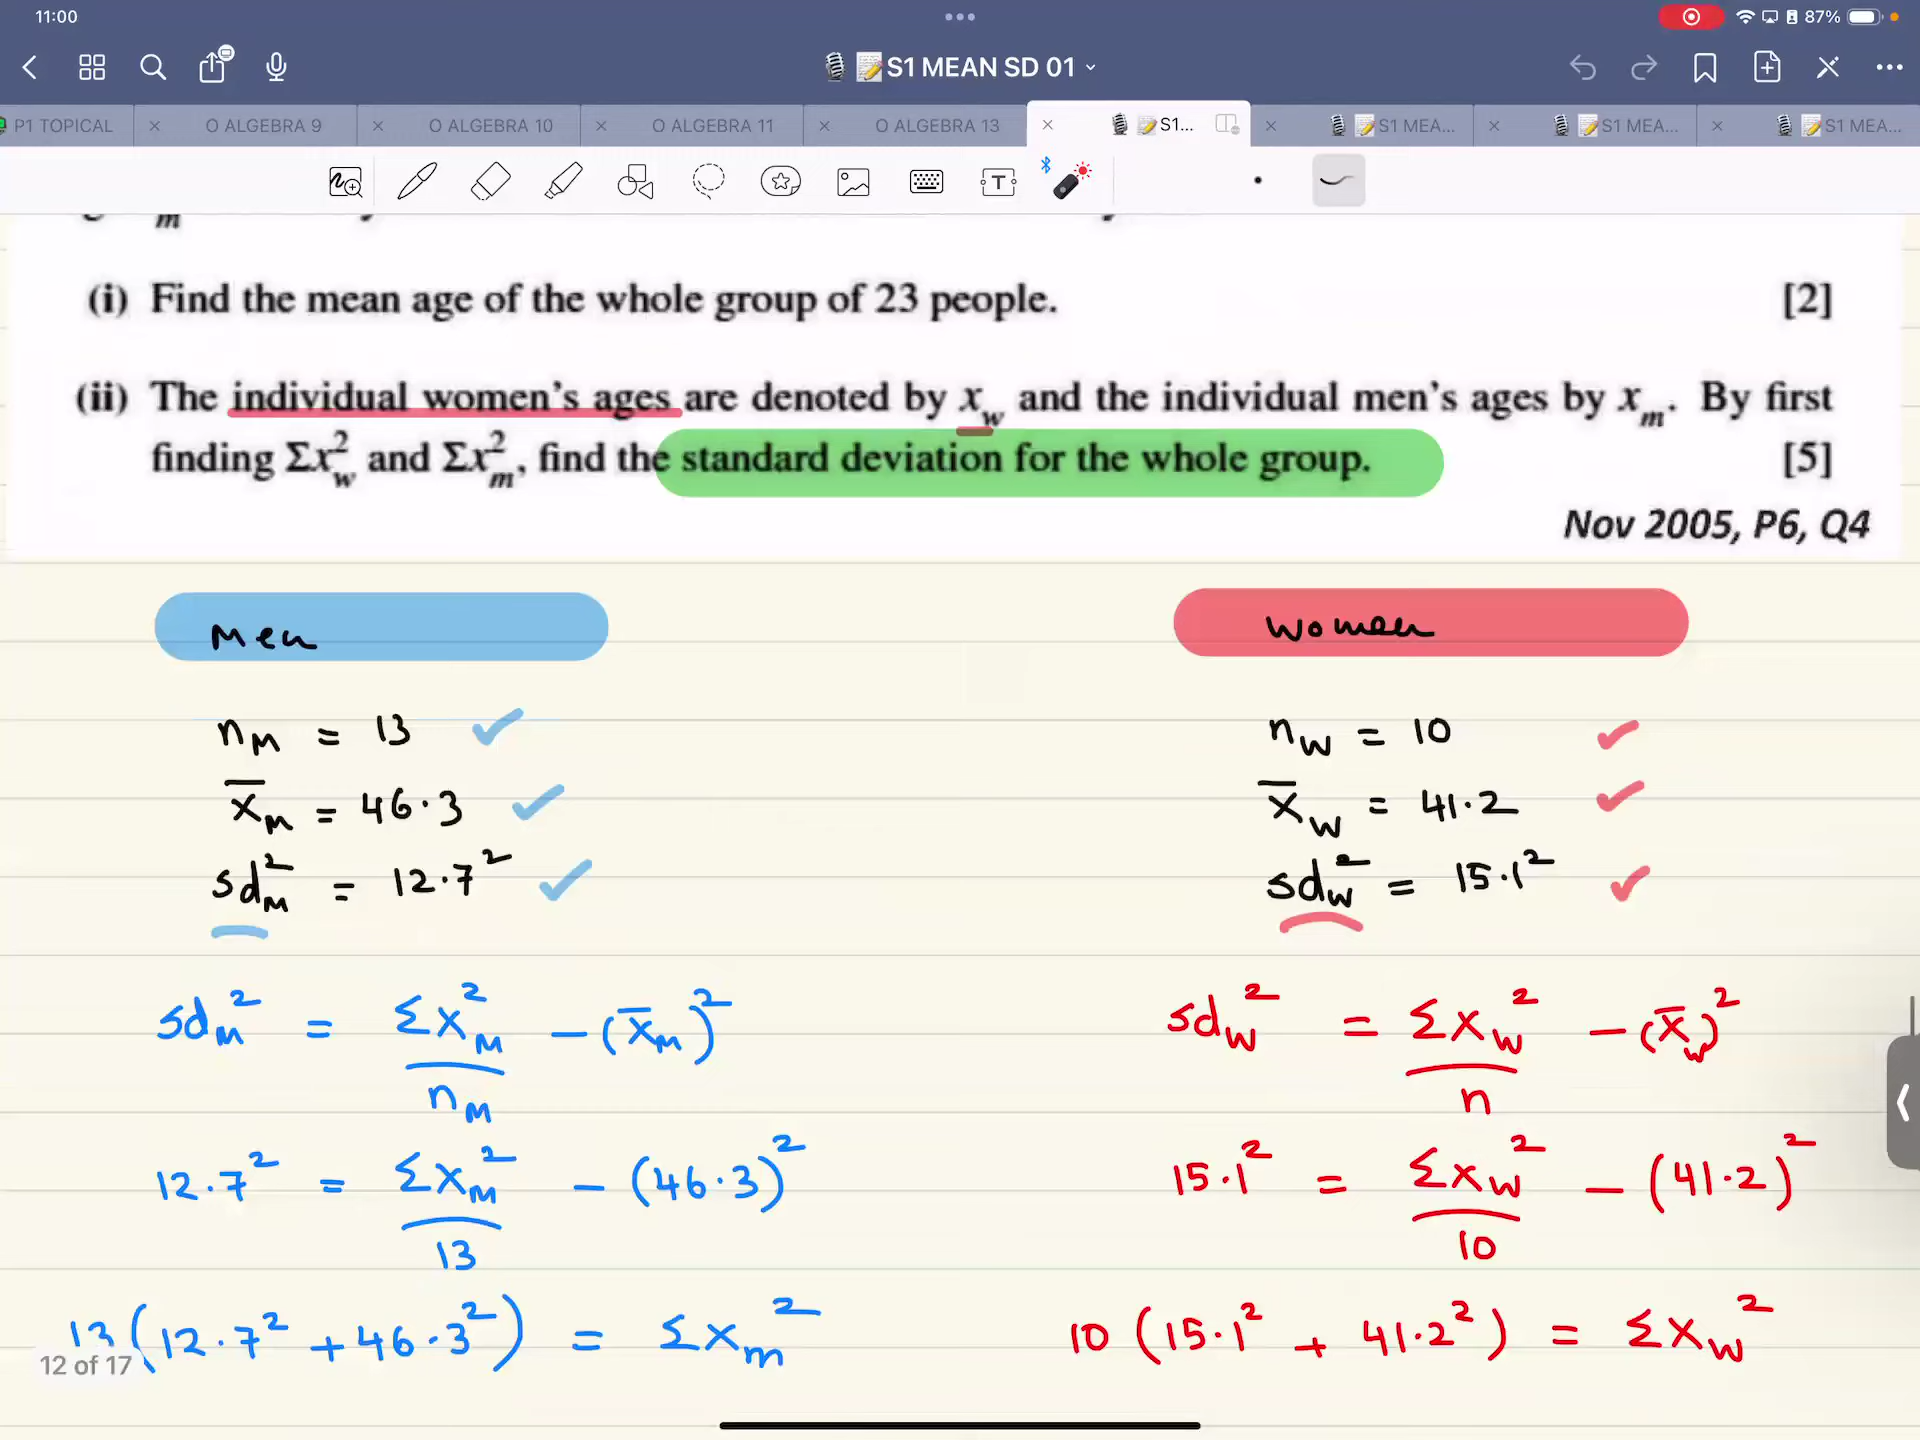 11:00
87%
S1 MEAN SD 01
P1 TOPICAL
O ALGEBRA 9
O ALGEBRA 10
O ALGEBRA 11
O ALGEBRA 13
S1...
S1 MEA...
S1 MEA...
S1 MEA...
(i) Find the mean age of the whole group of 23 people. [2]
(ii) The individual women's ages are denoted by x_w and the individual men's ages by x_m. By first
finding Σx_w² and Σx_m², find the standard deviation for the whole group. [5]
Nov 2005, P6, Q4
Men
Women
n_M = 13
n_W = 10
x̄_M = 46.3
x̄_W = 41.2
sd_M² = 12.7²
sd_W² = 15.1²
sd_M² = Σx_M²/n_M − (x̄_M)²
sd_W² = Σx_W²/n − (x̄_W)²
12.7² = Σx_M²/13 − (46.3)²
15.1² = Σx_W²/10 − (41.2)²
13(12.7² + 46.3²) = Σx_m²
10(15.1² + 41.2²) = Σx_W²
12 of 17